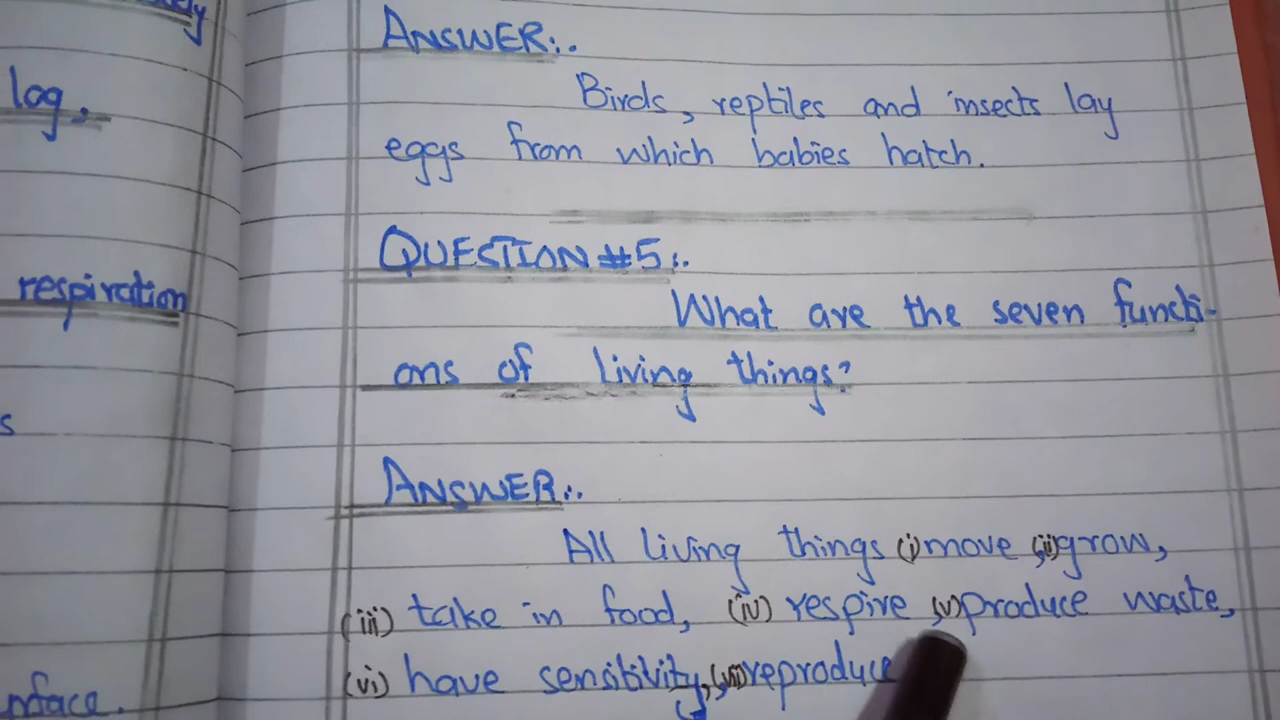 log.
respiration
s
ANSWER:.
Birds, reptiles and insects lay
eggs from which babies hatch.
QUESTION #5:.
What are the seven functi-
ons of living things?
ANSWER:.
All living things (i) move, (ii) grow,
(iii) take in food, (iv) respire, (v) produce waste,
(vi) have sensitivity, (vii) reproduce